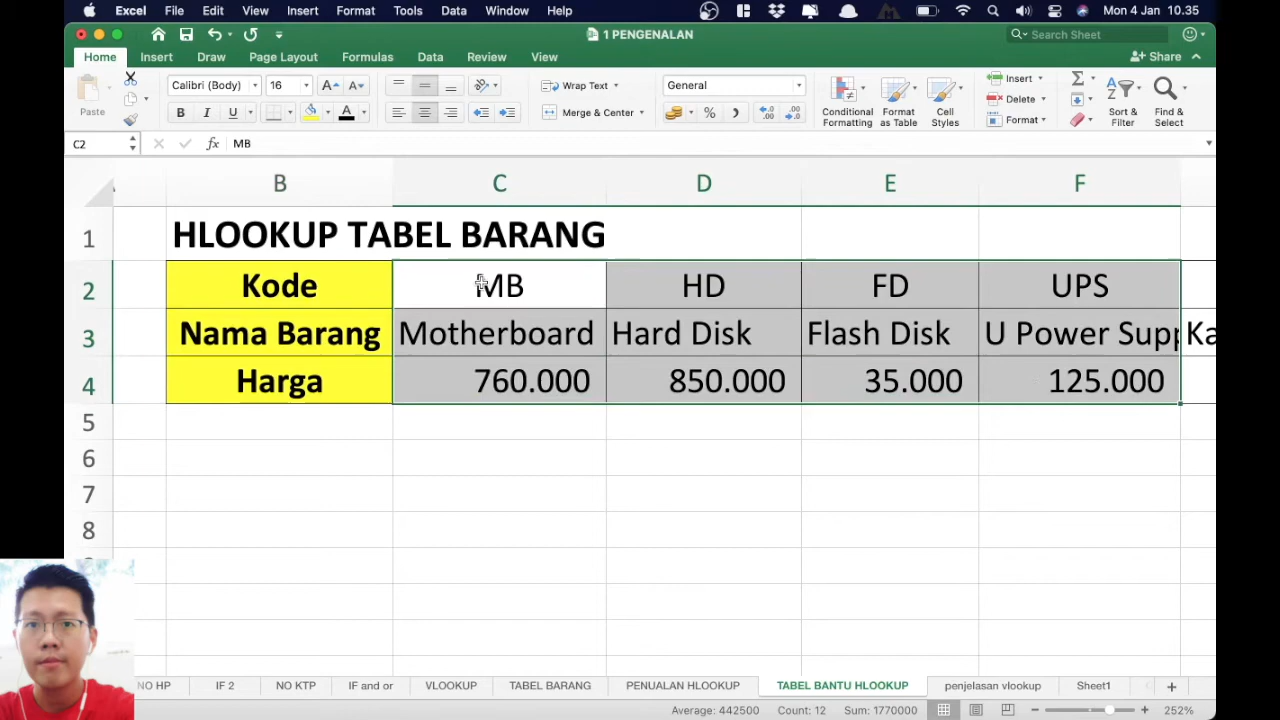 Excel File Edit View Insert Format Tools Data Window Help Mon 4 Jan 10.35
1 PENGENALAN Search Sheet
Home Insert Draw Page Layout Formulas Data Review View Share
Paste Calibri (Body) 16 A A Wrap Text General Insert
B I U A Merge & Center % Conditional Formatting Format as Table Cell Styles Delete Format Sort & Filter Find & Select
C2 fx MB
B C D E F
1 HLOOKUP TABEL BARANG
2 Kode MB HD FD UPS
3 Nama Barang Motherboard Hard Disk Flash Disk U Power Supp Ka
4 Harga 760.000 850.000 35.000 125.000
5
6
7
8
NO HP IF 2 NO KTP IF and or VLOOKUP TABEL BARANG PENUALAN HLOOKUP TABEL BANTU HLOOKUP penjelasan vlookup Sheet1
Average: 442500 Count: 12 Sum: 1770000 252%